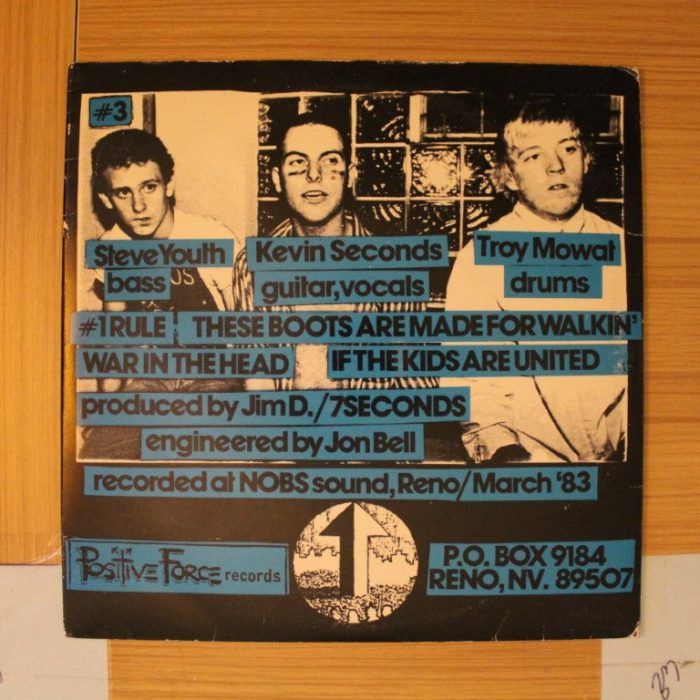 #3
Steve Youth
bass
Kevin Seconds
guitar, vocals
Troy Mowat
drums
#1 RULE THESE BOOTS ARE MADE FOR WALKIN'
WAR IN THE HEAD IF THE KIDS ARE UNITED
produced by Jim D./7SECONDS
engineered by Jon Bell
recorded at NOBS sound, Reno/March '83
POSITIVE FORCE records
P.O. BOX 9184
RENO, NV. 89507